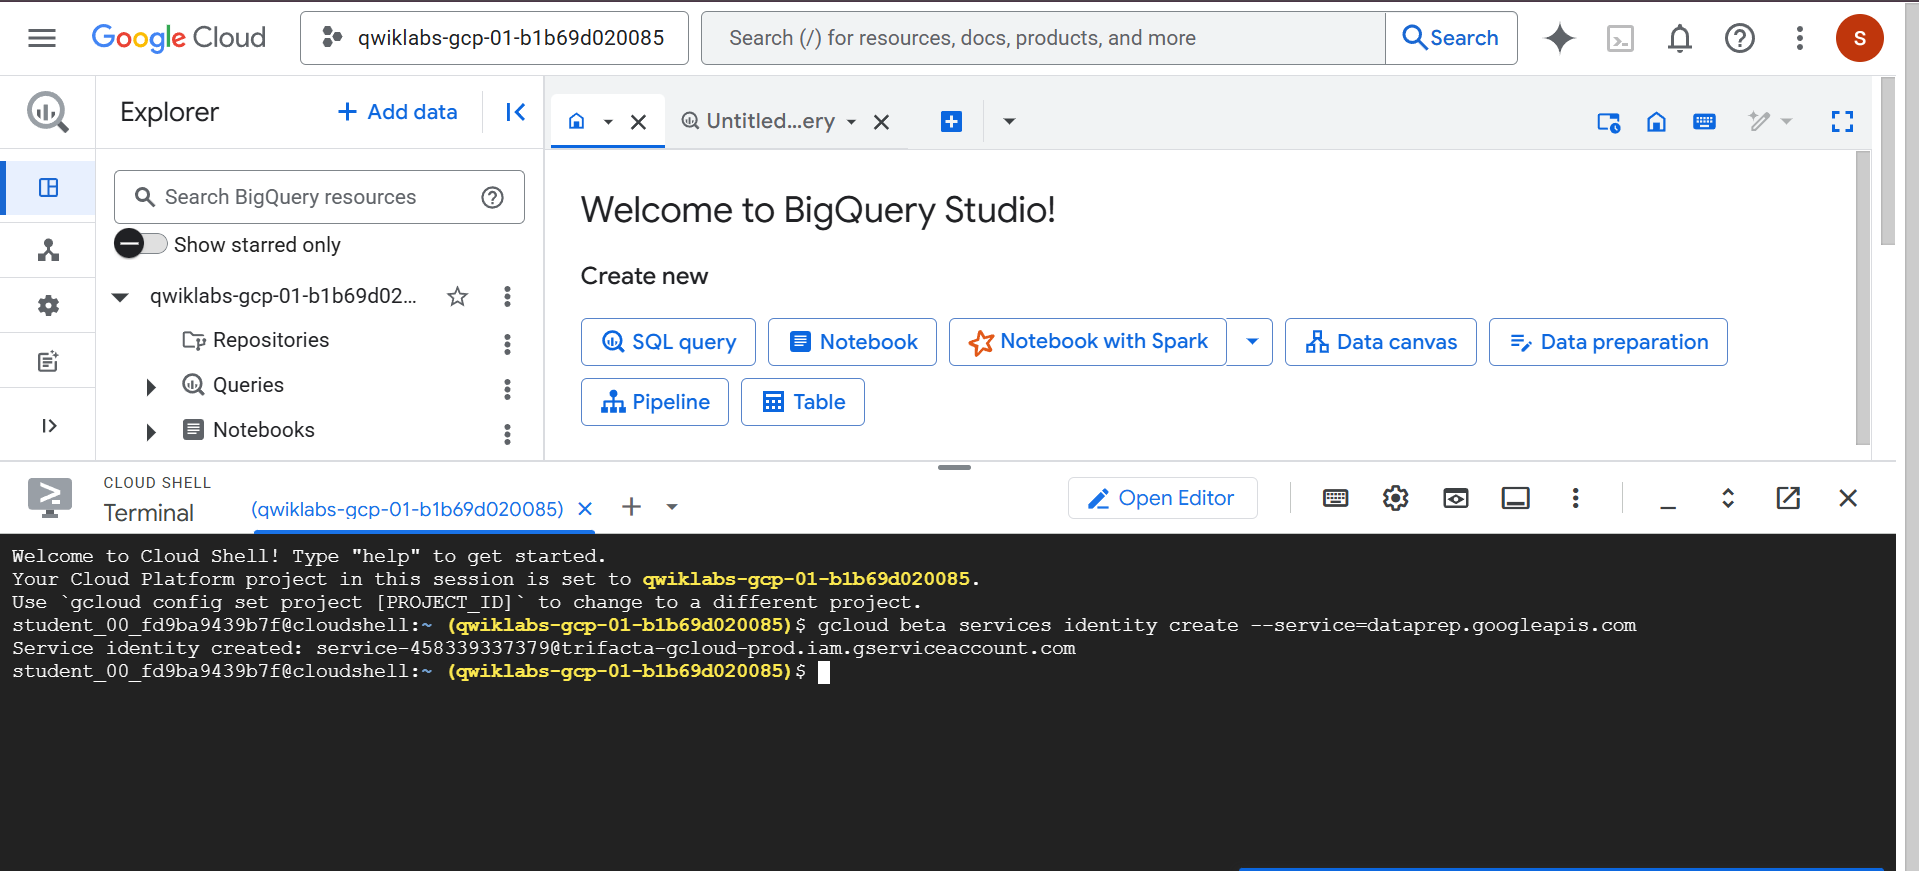 Google Cloud
qwiklabs-gcp-01-b1b69d020085
Search (/) for resources, docs, products, and more
Search
S
Explorer
+ Add data
Untitled...ery
Search BigQuery resources
Show starred only
qwiklabs-gcp-01-b1b69d02...
Repositories
Queries
Notebooks
Welcome to BigQuery Studio!
Create new
SQL query
Notebook
Notebook with Spark
Data canvas
Data preparation
Pipeline
Table
CLOUD SHELL
Terminal
(qwiklabs-gcp-01-b1b69d020085)
Open Editor
Welcome to Cloud Shell! Type "help" to get started.
Your Cloud Platform project in this session is set to qwiklabs-gcp-01-b1b69d020085.
Use `gcloud config set project [PROJECT_ID]` to change to a different project.
student_00_fd9ba9439b7f@cloudshell:~ (qwiklabs-gcp-01-b1b69d020085)$ gcloud beta services identity create --service=dataprep.googleapis.com
Service identity created: service-458339337379@trifacta-gcloud-prod.iam.gserviceaccount.com
student_00_fd9ba9439b7f@cloudshell:~ (qwiklabs-gcp-01-b1b69d020085)$